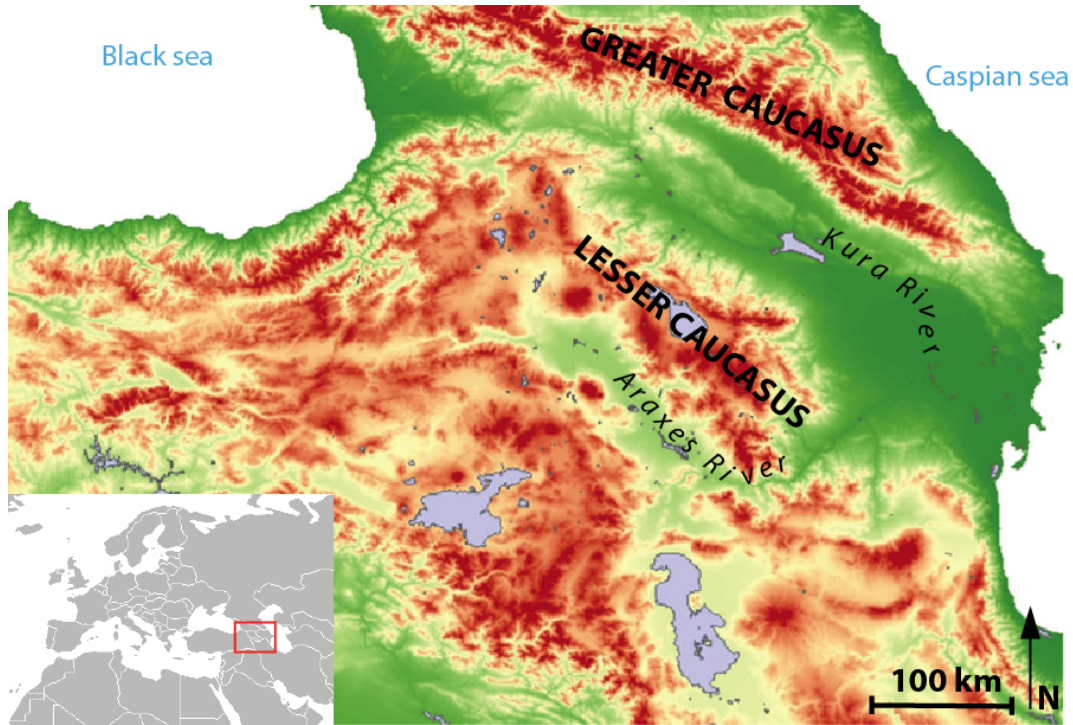 Black sea
GREATER CAUCASUS
Caspian sea
Kura River
LESSER CAUCASUS
Araxes River
100 km
N